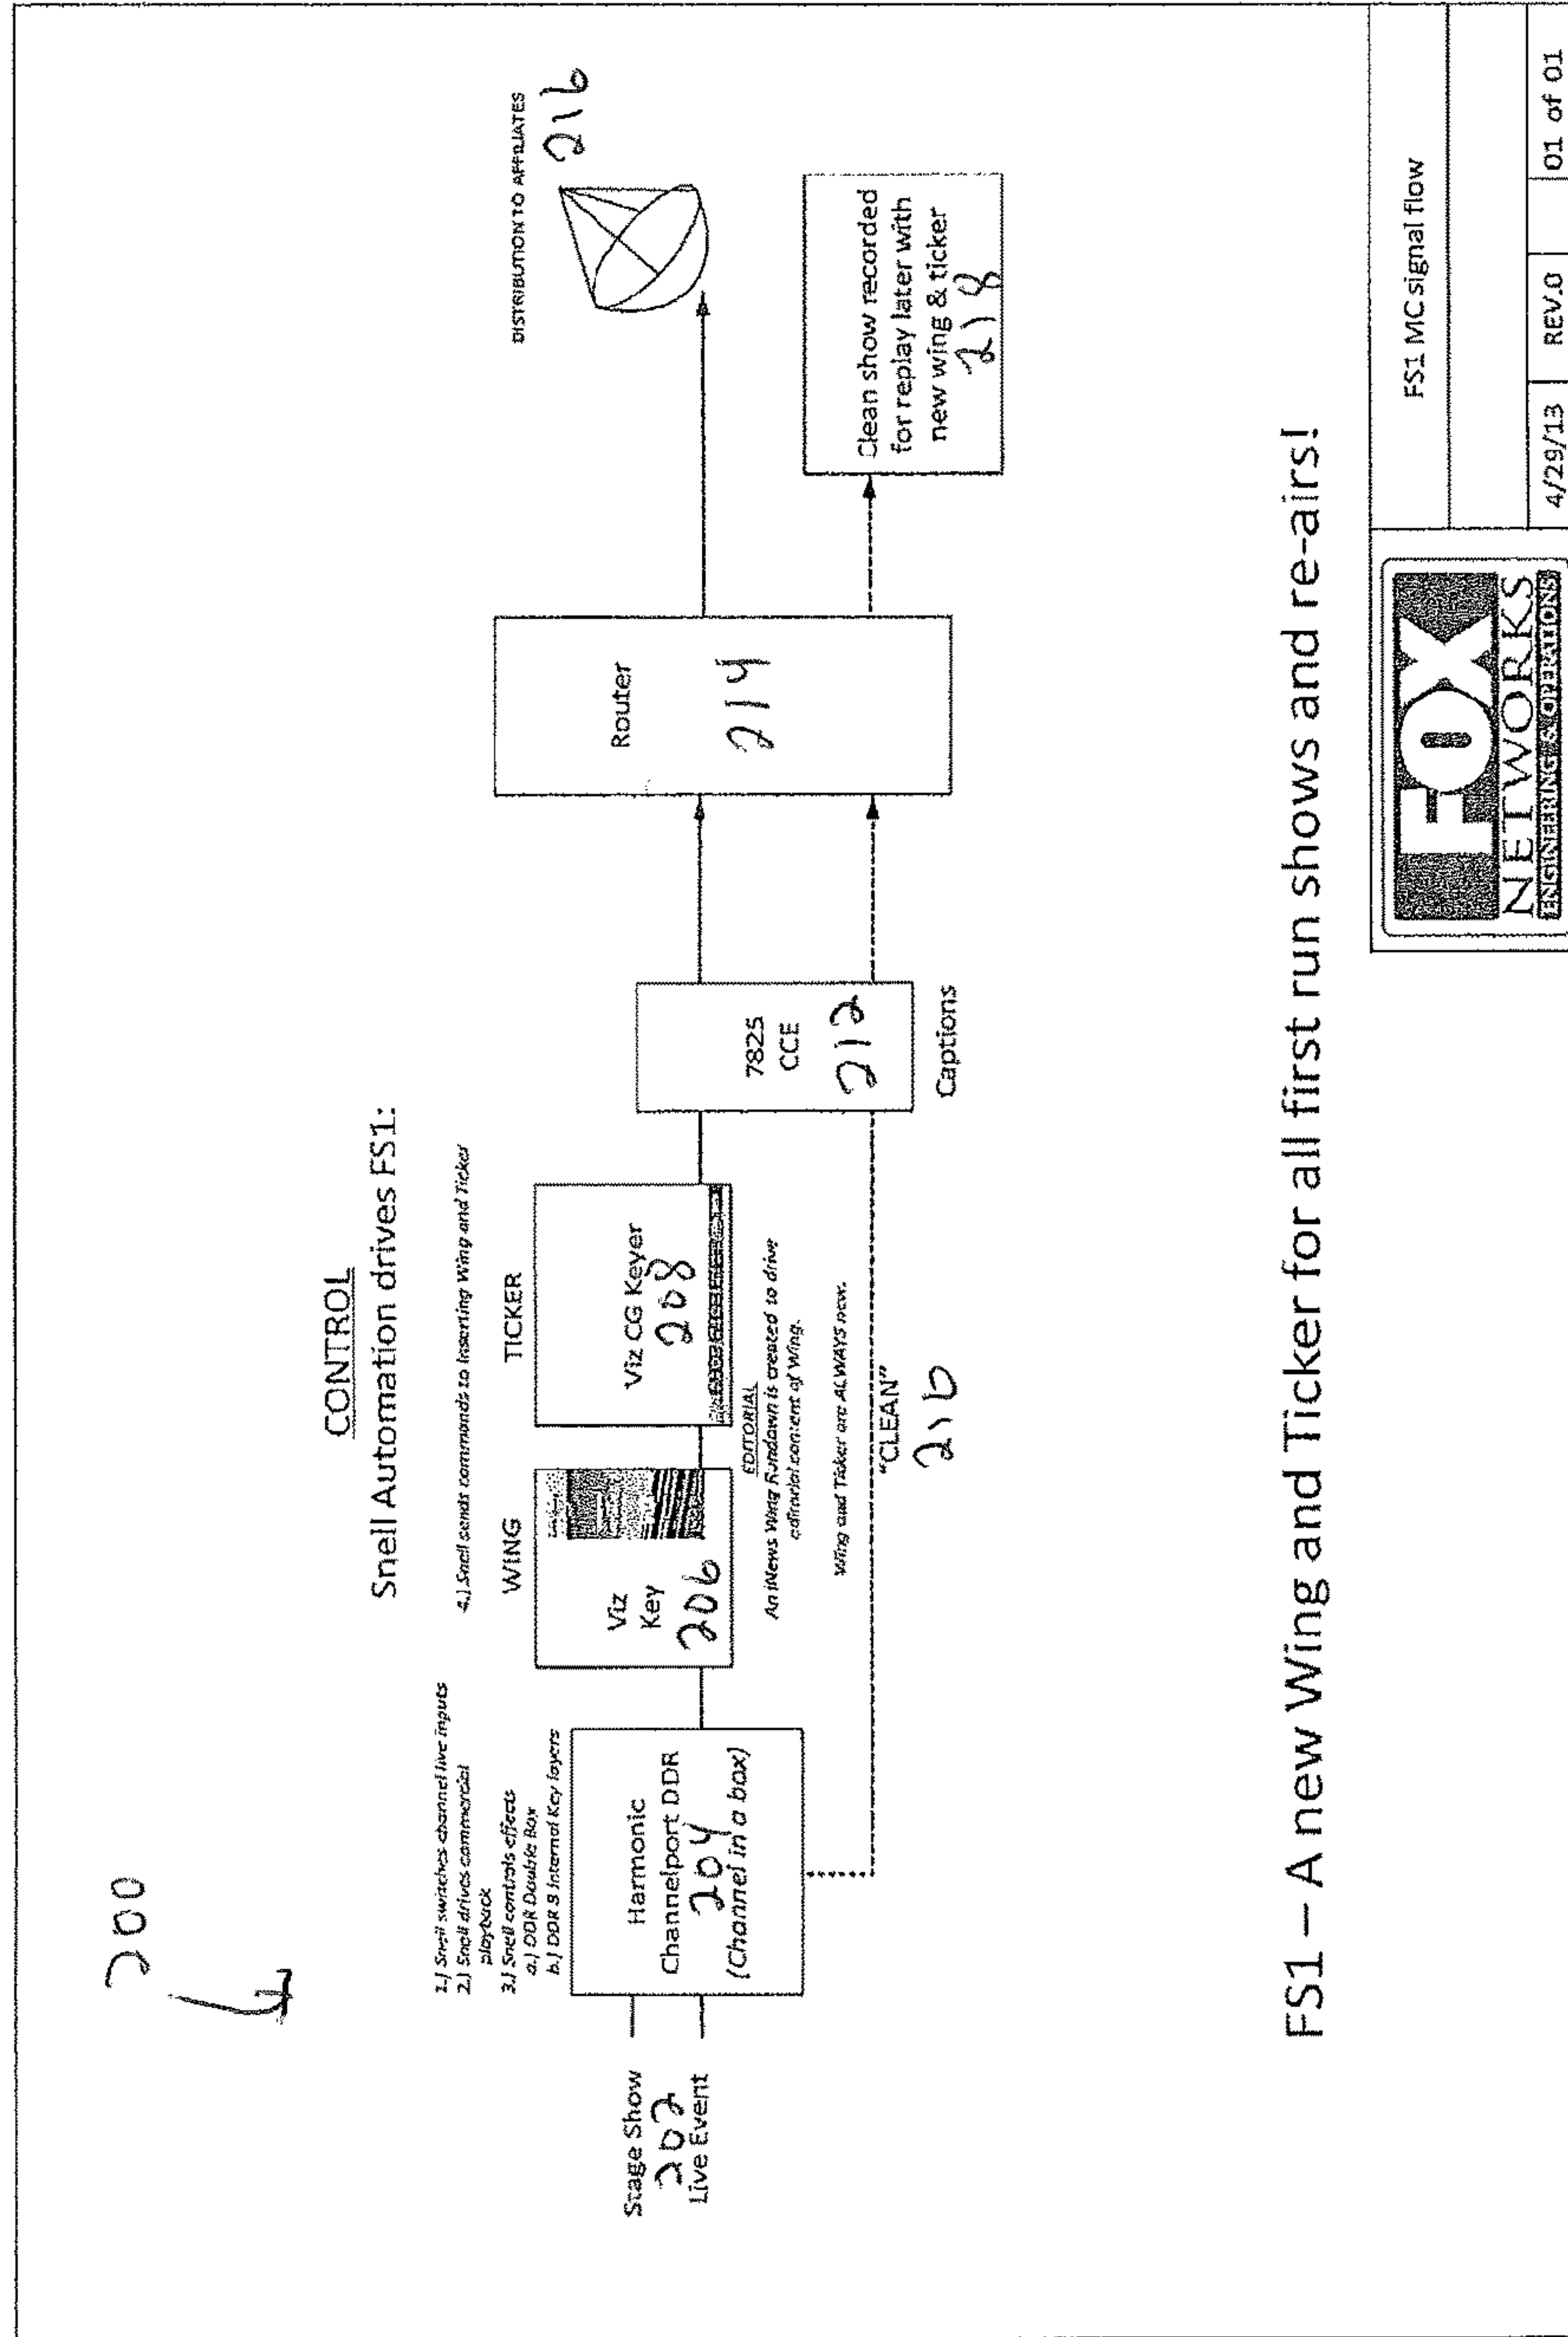 200
CONTROL
Snell Automation drives FS1:
1.) Snell switches channel live inputs
2.) Snell drives commercial
playback
3.) Snell controls effects
a.) DDR Double Box
b.) DDR 3 Internal Key layers
4.) Snell sends commands to Inserting Wing and Ticker
Stage Show
202
Live Event
Harmonic
Channelport DDR
204
(Channel in a box)
WING
Viz
Key
206
TICKER
Viz CG Keyer
208
EDITORIAL
An iNews Wing Rundown is created to drive
editorial content of Wing.
Wing and Ticker are ALWAYS new.
"CLEAN"
210
7825
CCE
212
Captions
Router
214
DISTRIBUTION TO AFFILIATES
216
Clean show recorded
for replay later with
new wing & ticker
218
FS1 – A new Wing and Ticker for all first run shows and re-airs!
FOX
NETWORKS
ENGINEERING & OPERATIONS
FS1 MC signal flow
4/29/13 REV.0 01 of 01